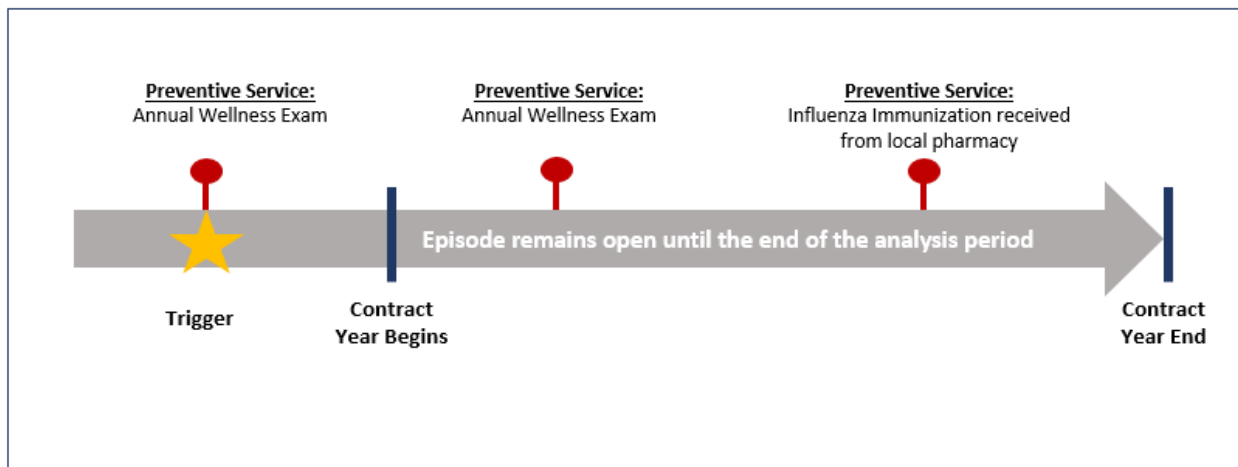 Preventive Service:
Annual Wellness Exam
Preventive Service:
Annual Wellness Exam
Preventive Service:
Influenza Immunization received
from local pharmacy
Episode remains open until the end of the analysis period
Trigger
Contract
Year Begins
Contract
Year End